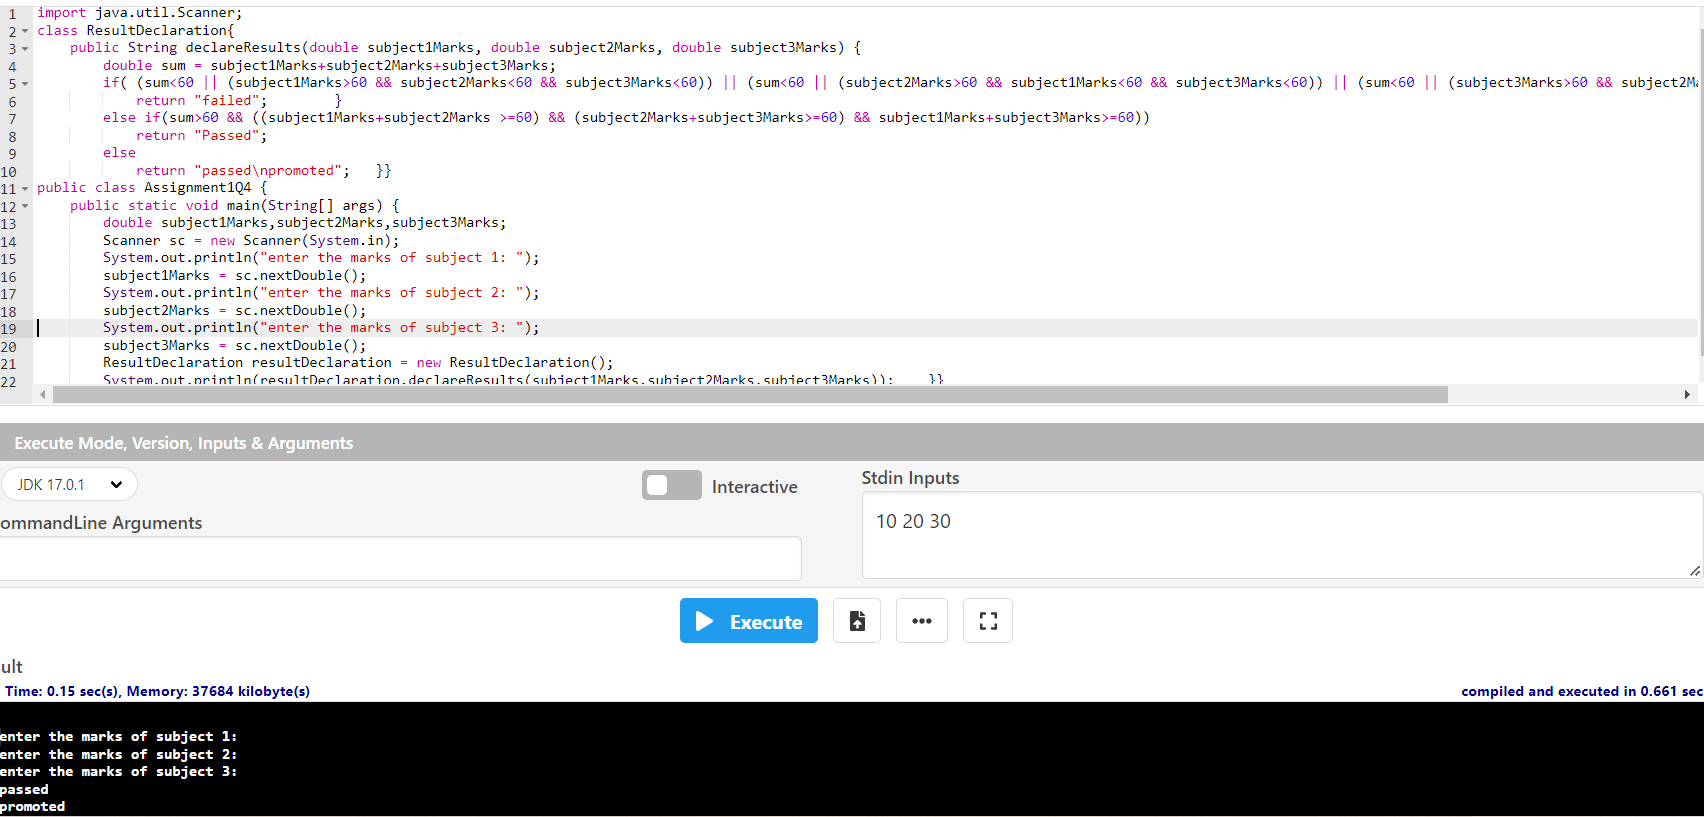 1 import java.util.Scanner;
2 class ResultDeclaration{
3 public String declareResults(double subject1Marks, double subject2Marks, double subject3Marks) {
4 double sum = subject1Marks+subject2Marks+subject3Marks;
5 if( (sum<60 || (subject1Marks>60 && subject2Marks<60 && subject3Marks<60)) || (sum<60 || (subject2Marks>60 && subject1Marks<60 && subject3Marks<60)) || (sum<60 || (subject3Marks>60 && subject2Ma
6 return "failed"; }
7 else if(sum>60 && ((subject1Marks+subject2Marks >=60) && (subject2Marks+subject3Marks>=60) && subject1Marks+subject3Marks>=60))
8 return "Passed";
9 else
10 return "passed\npromoted"; }}
11 public class Assignment1Q4 {
12 public static void main(String[] args) {
13 double subject1Marks,subject2Marks,subject3Marks;
14 Scanner sc = new Scanner(System.in);
15 System.out.println("enter the marks of subject 1: ");
16 subject1Marks = sc.nextDouble();
17 System.out.println("enter the marks of subject 2: ");
18 subject2Marks = sc.nextDouble();
19 System.out.println("enter the marks of subject 3: ");
20 subject3Marks = sc.nextDouble();
21 ResultDeclaration resultDeclaration = new ResultDeclaration();
22 System.out.println(resultDeclaration.declareResults(subject1Marks,subject2Marks,subject3Marks)); }}
Execute Mode, Version, Inputs & Arguments
JDK 17.0.1
Interactive
Stdin Inputs
ommandLine Arguments
10 20 30
Execute
ult
Time: 0.15 sec(s), Memory: 37684 kilobyte(s)
compiled and executed in 0.661 sec
enter the marks of subject 1:
enter the marks of subject 2:
enter the marks of subject 3:
passed
promoted